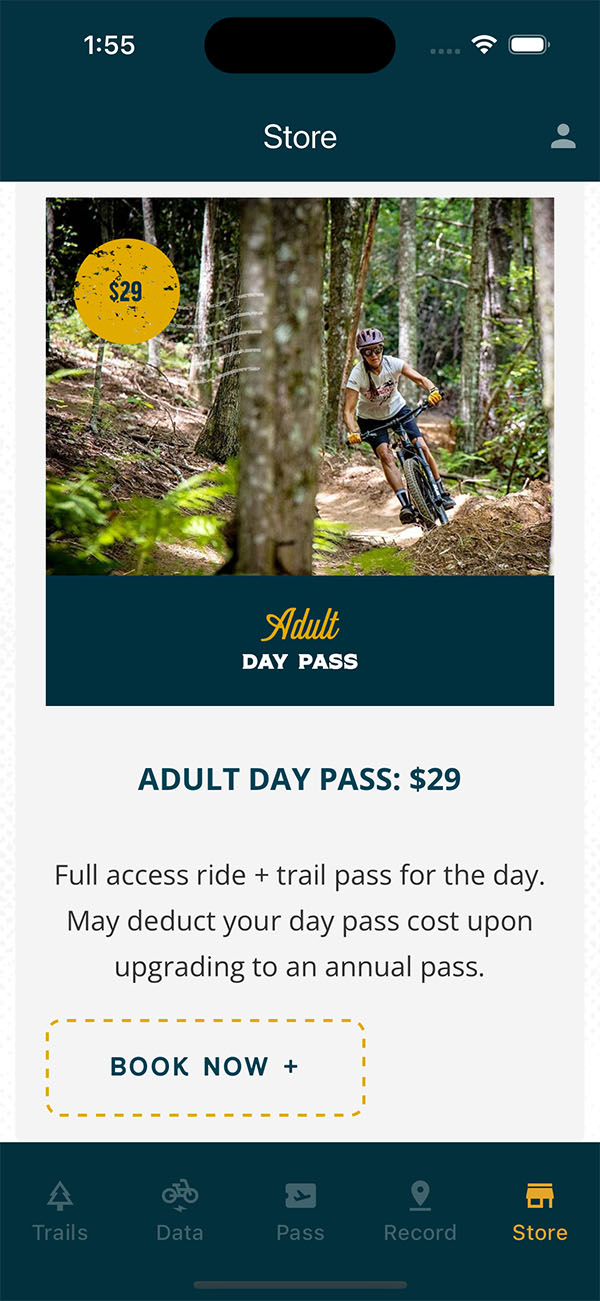 1:55
Store
$29
Adult
DAY PASS
ADULT DAY PASS: $29
Full access ride + trail pass for the day.
May deduct your day pass cost upon
upgrading to an annual pass.
BOOK NOW +
Trails
Data
Pass
Record
Store